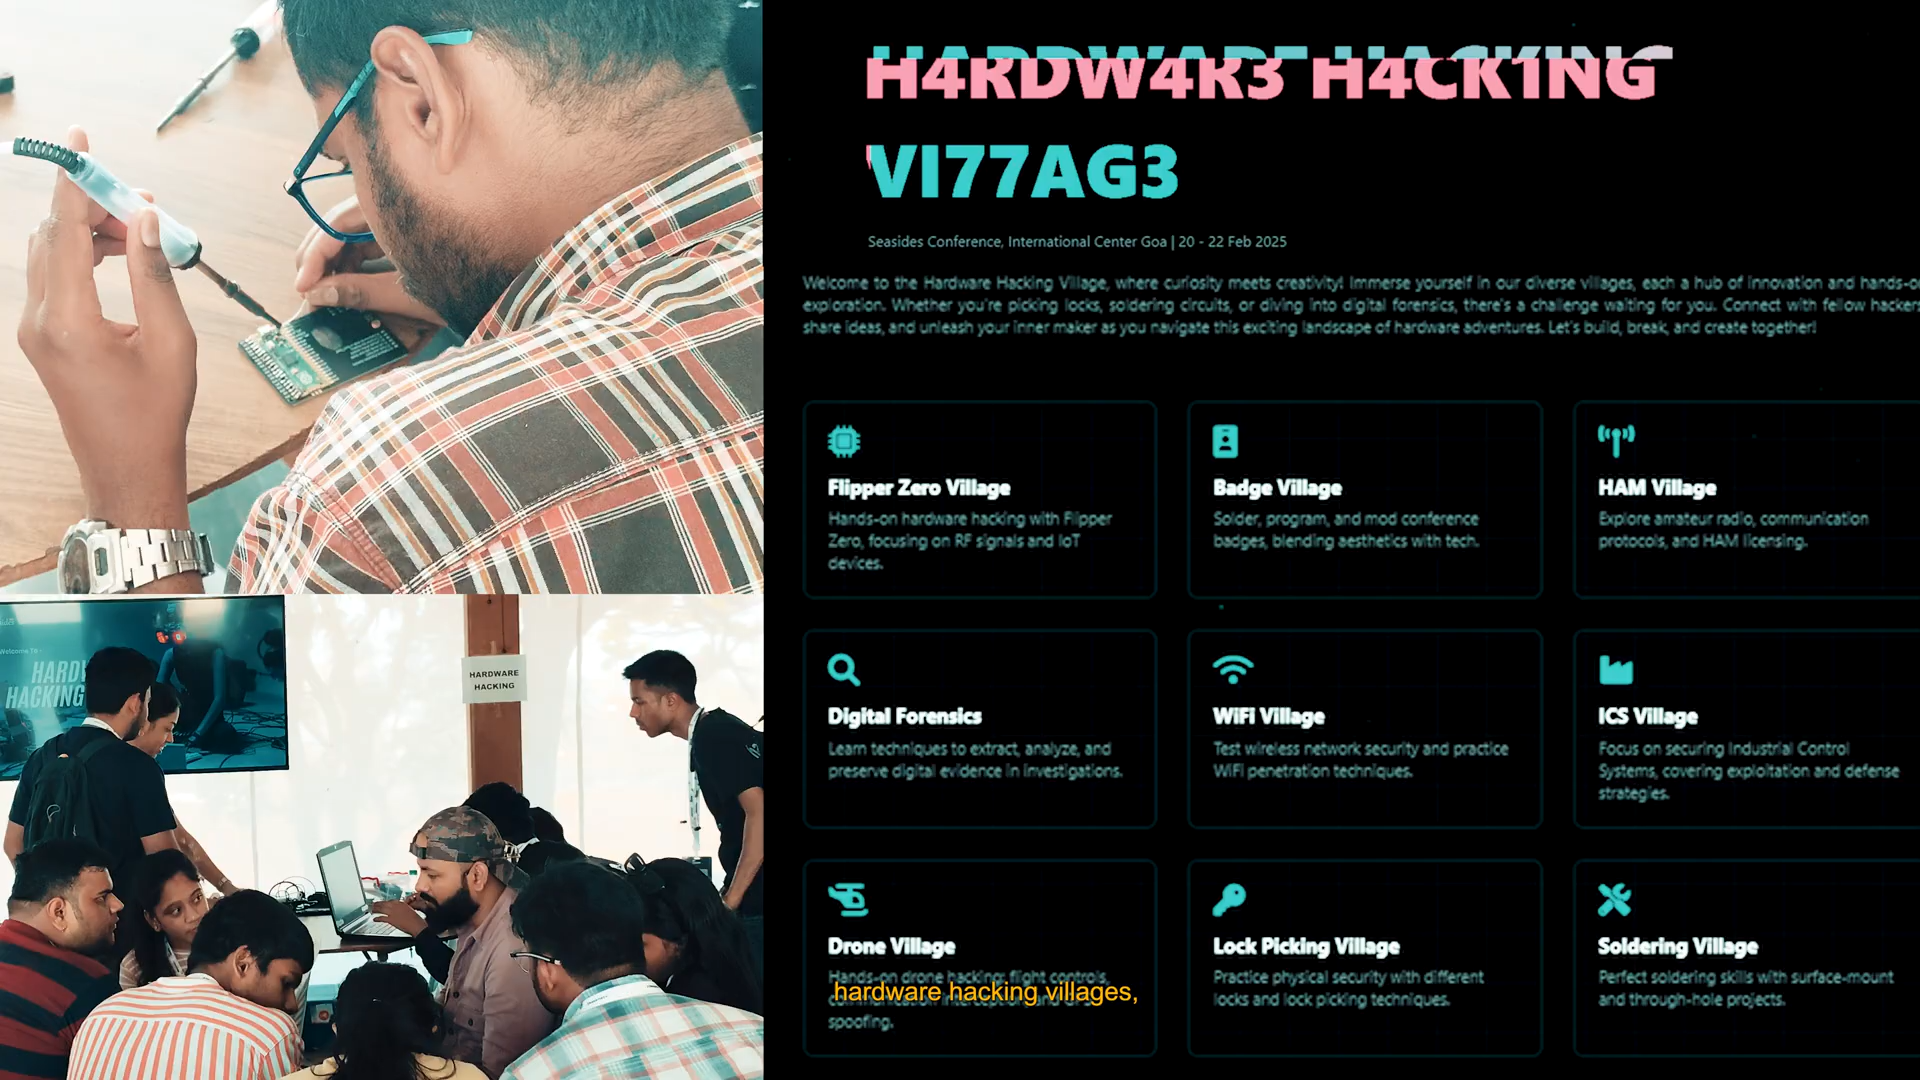 H4RDW4R3 H4CK1NG
VI77AG3
Seasides Conference, International Center Goa | 20 - 22 Feb 2025
Welcome to the Hardware Hacking Village, where curiosity meets creativity! Immerse yourself in our diverse villages, each a hub of innovation and hands-on
exploration. Whether you're picking locks, soldering circuits, or diving into digital forensics, there's a challenge waiting for you. Connect with fellow hackers
share ideas, and unleash your inner maker as you navigate this exciting landscape of hardware adventures. Let's build, break, and create together!
Flipper Zero Village
Hands-on hardware hacking with Flipper
Zero, focusing on RF signals and IoT
devices.
Badge Village
Solder, program, and mod conference
badges, blending aesthetics with tech.
HAM Village
Explore amateur radio, communication
protocols, and HAM licensing.
Digital Forensics
Learn techniques to extract, analyze, and
preserve digital evidence in investigations.
WiFi Village
Test wireless network security and practice
WiFi penetration techniques.
ICS Village
Focus on securing Industrial Control
Systems, covering exploitation and defense
strategies.
Drone Village
Hands-on drone hacking: flight controls,
spoofing.
Lock Picking Village
Practice physical security with different
locks and lock picking techniques.
Soldering Village
Perfect soldering skills with surface-mount
and through-hole projects.
hardware hacking villages,
Welcome To
HARDW
HACKING
HARDWARE
HACKING